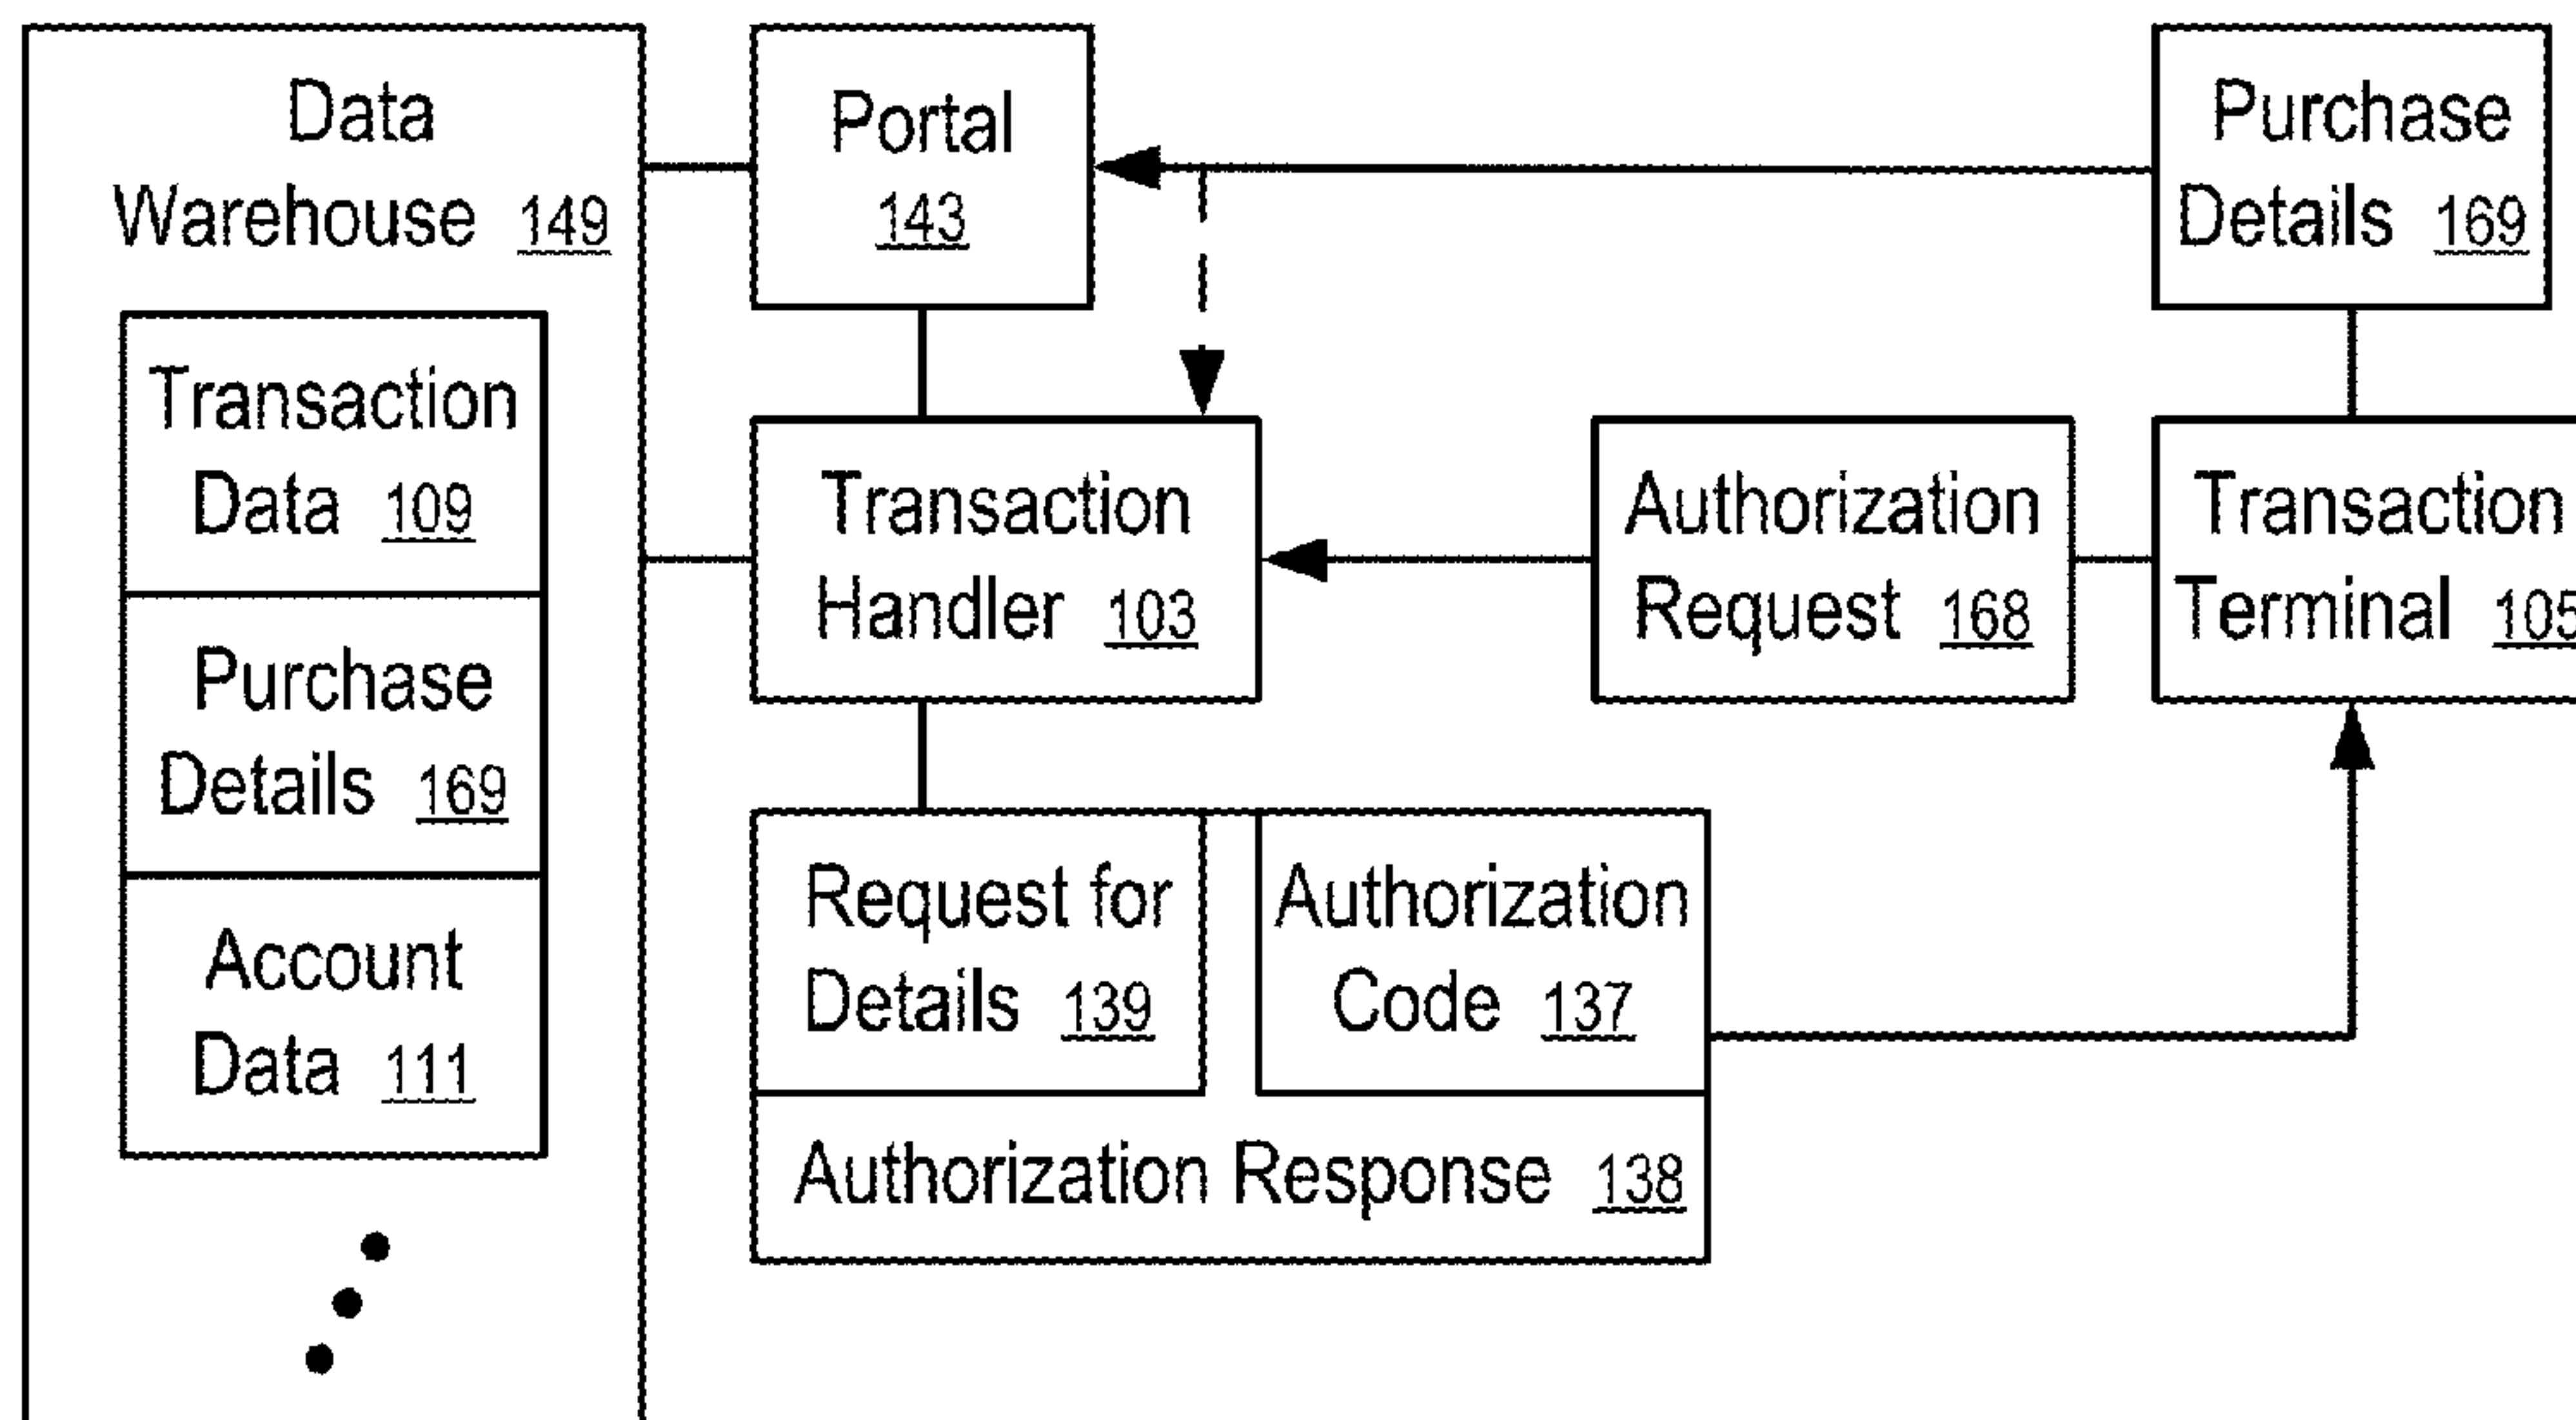 Data
Warehouse 149
Transaction
Data 109
Purchase
Details 169
Account
Data 111
Portal
143
Purchase
Details 169
Transaction
Handler 103
Authorization
Request 168
Transaction
Terminal 105
Request for
Details 139
Authorization
Code 137
Authorization Response 138